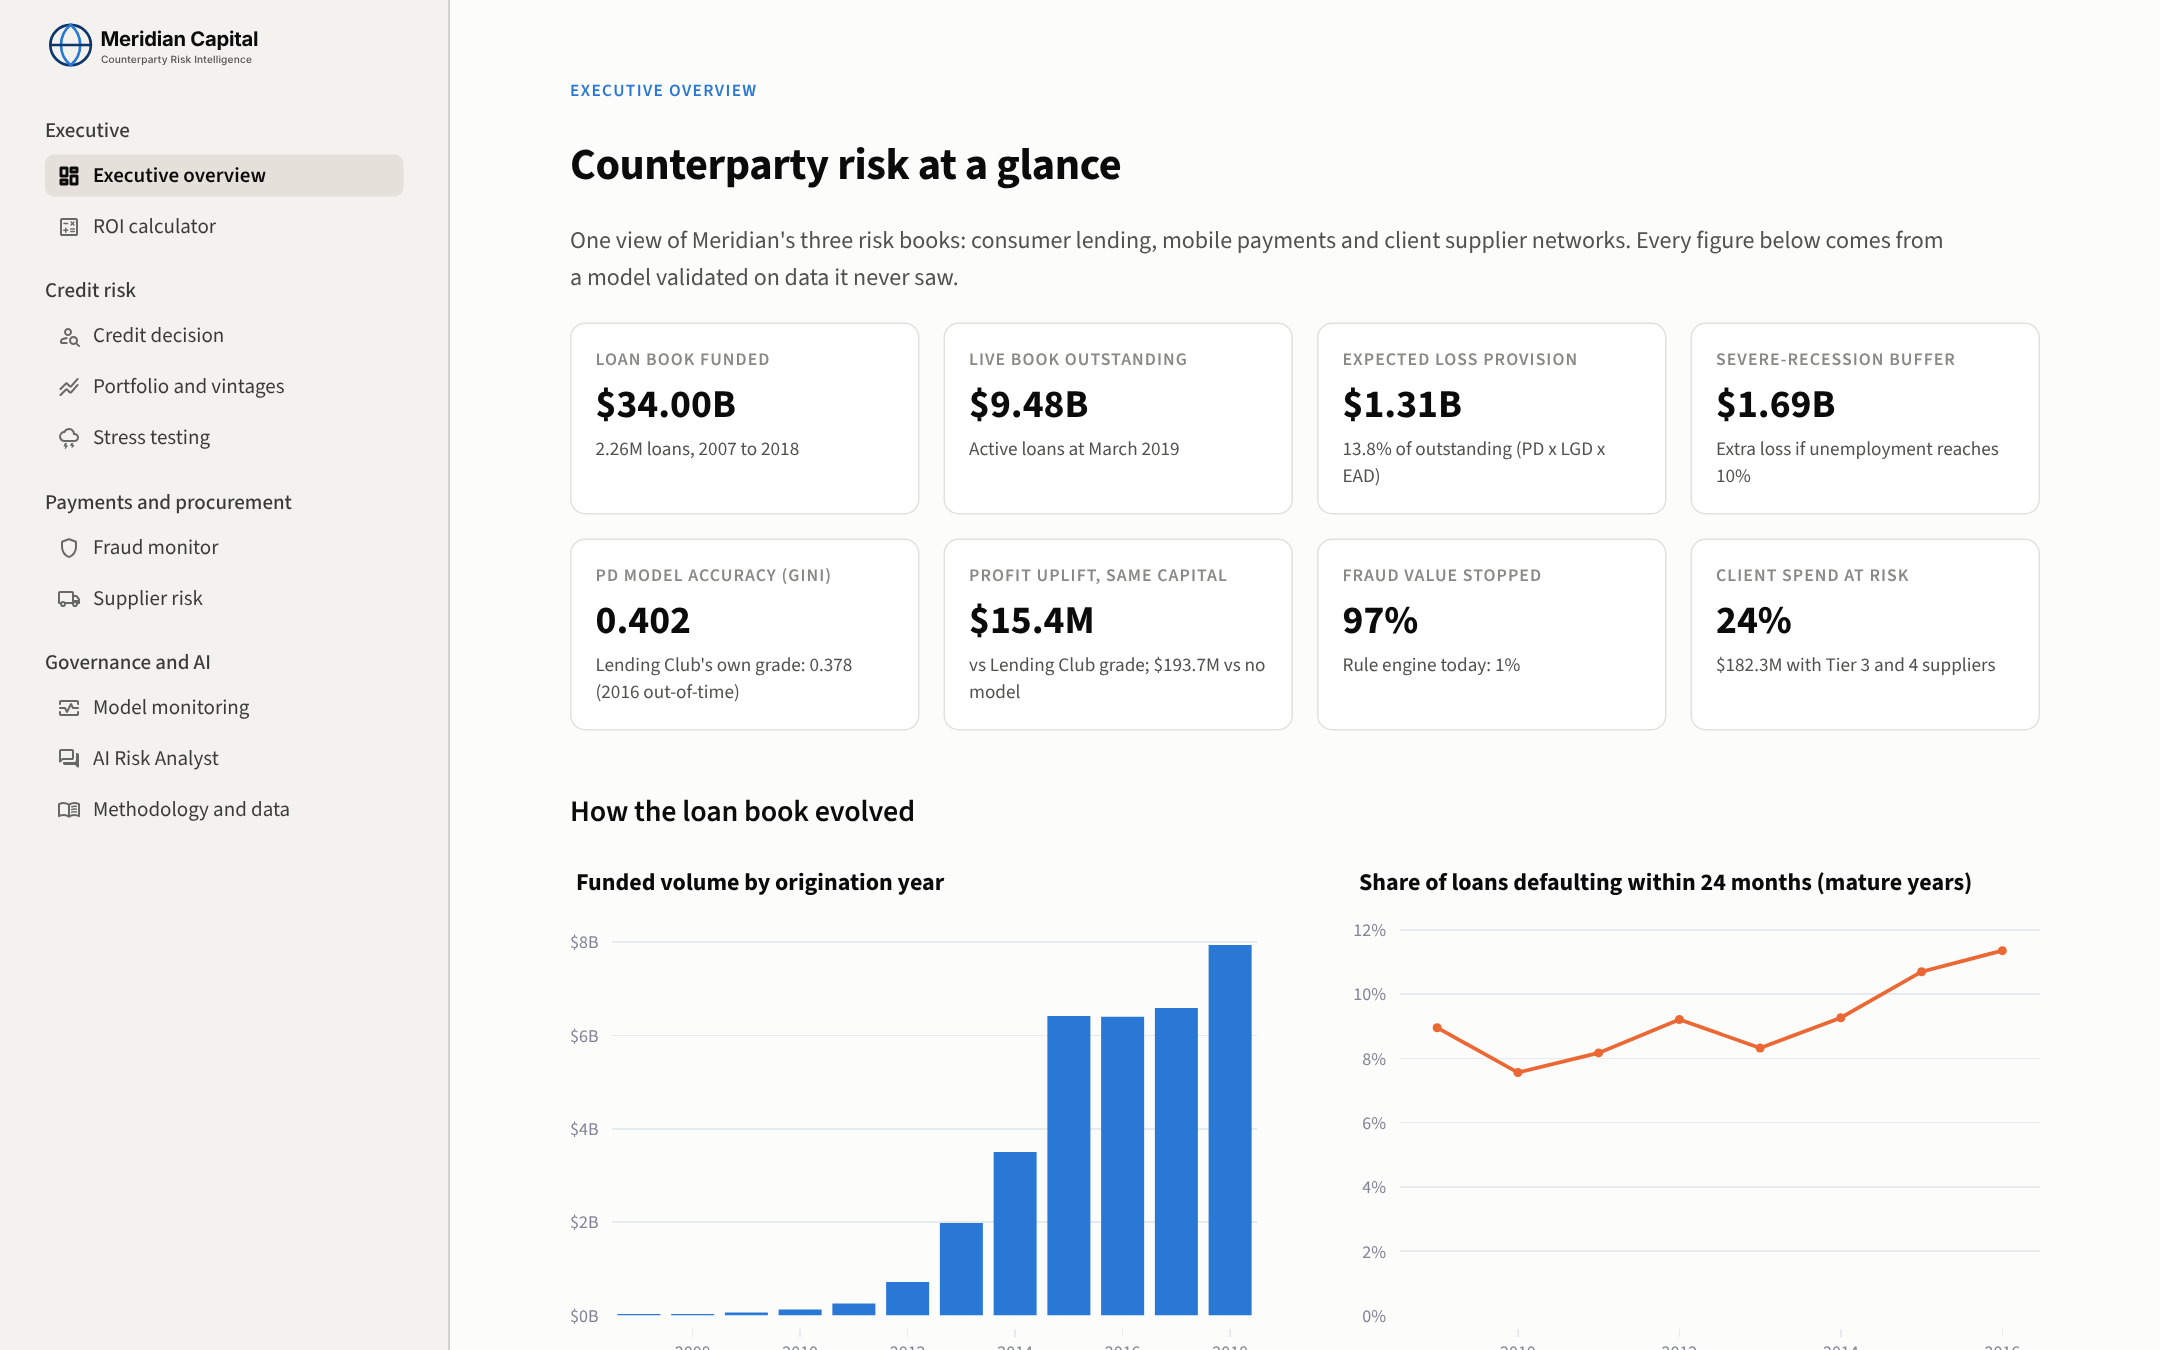 Meridian Capital
Counterparty Risk Intelligence
Executive
Executive overview
ROI calculator
Credit risk
Credit decision
Portfolio and vintages
Stress testing
Payments and procurement
Fraud monitor
Supplier risk
Governance and AI
Model monitoring
AI Risk Analyst
Methodology and data
EXECUTIVE OVERVIEW
Counterparty risk at a glance
One view of Meridian's three risk books: consumer lending, mobile payments and client supplier networks. Every figure below comes from
a model validated on data it never saw.
LOAN BOOK FUNDED
$34.00B
2.26M loans, 2007 to 2018
LIVE BOOK OUTSTANDING
$9.48B
Active loans at March 2019
EXPECTED LOSS PROVISION
$1.31B
13.8% of outstanding (PD x LGD x
EAD)
SEVERE-RECESSION BUFFER
$1.69B
Extra loss if unemployment reaches
10%
PD MODEL ACCURACY (GINI)
0.402
Lending Club's own grade: 0.378
(2016 out-of-time)
PROFIT UPLIFT, SAME CAPITAL
$15.4M
vs Lending Club grade; $193.7M vs no
model
FRAUD VALUE STOPPED
97%
Rule engine today: 1%
CLIENT SPEND AT RISK
24%
$182.3M with Tier 3 and 4 suppliers
How the loan book evolved
Funded volume by origination year
$8B
$6B
$4B
$2B
$0B
2008 2010 2012 2014 2016 2018
Share of loans defaulting within 24 months (mature years)
12%
10%
8%
6%
4%
2%
0%
2010 2012 2014 2016